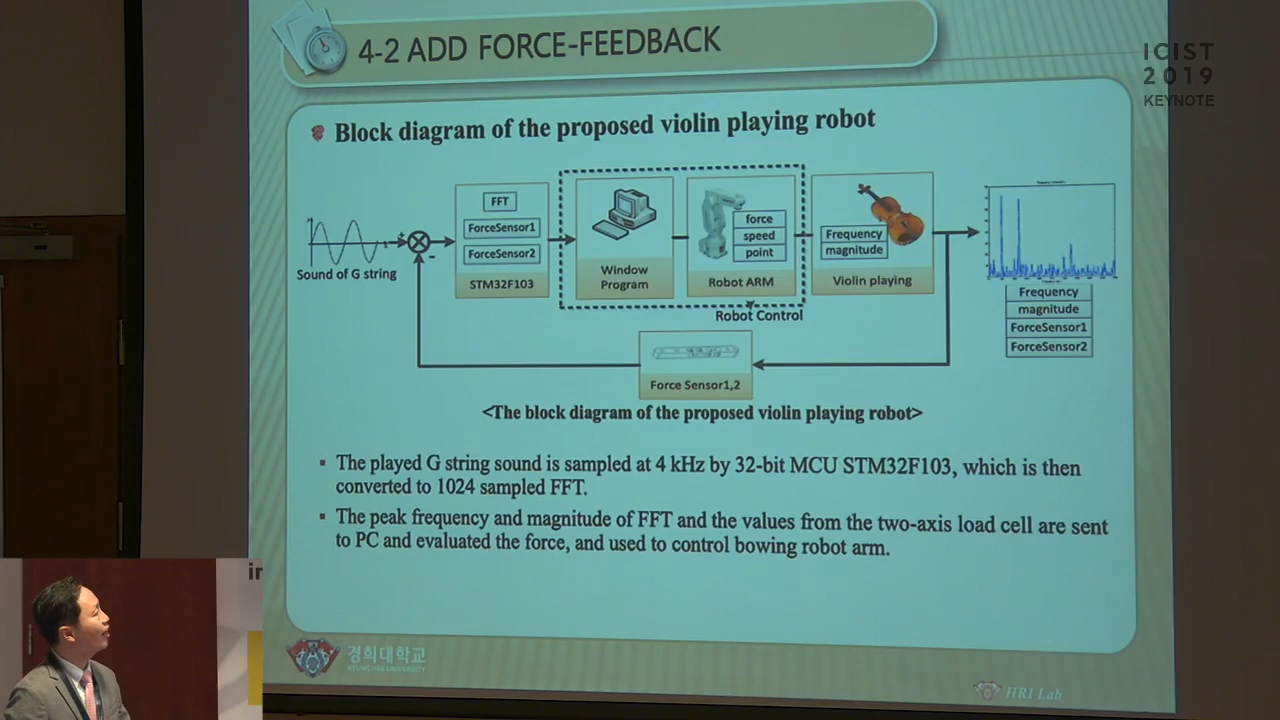 4-2 ADD FORCE-FEEDBACK
ICIST
2019
KEYNOTE
Block diagram of the proposed violin playing robot
Sound of G string
+
-
FFT
ForceSensor1
ForceSensor2
STM32F103
Window
Program
force
speed
point
Robot ARM
Robot Control
Frequency
magnitude
Violin playing
Frequency
magnitude
ForceSensor1
ForceSensor2
Force Sensor1,2
<The block diagram of the proposed violin playing robot>
The played G string sound is sampled at 4 kHz by 32-bit MCU STM32F103, which is then
converted to 1024 sampled FFT.
The peak frequency and magnitude of FFT and the values from the two-axis load cell are sent
to PC and evaluated the force, and used to control bowing robot arm.
in
경희대학교
KYUNG HEE UNIVERSITY
HRI Lab